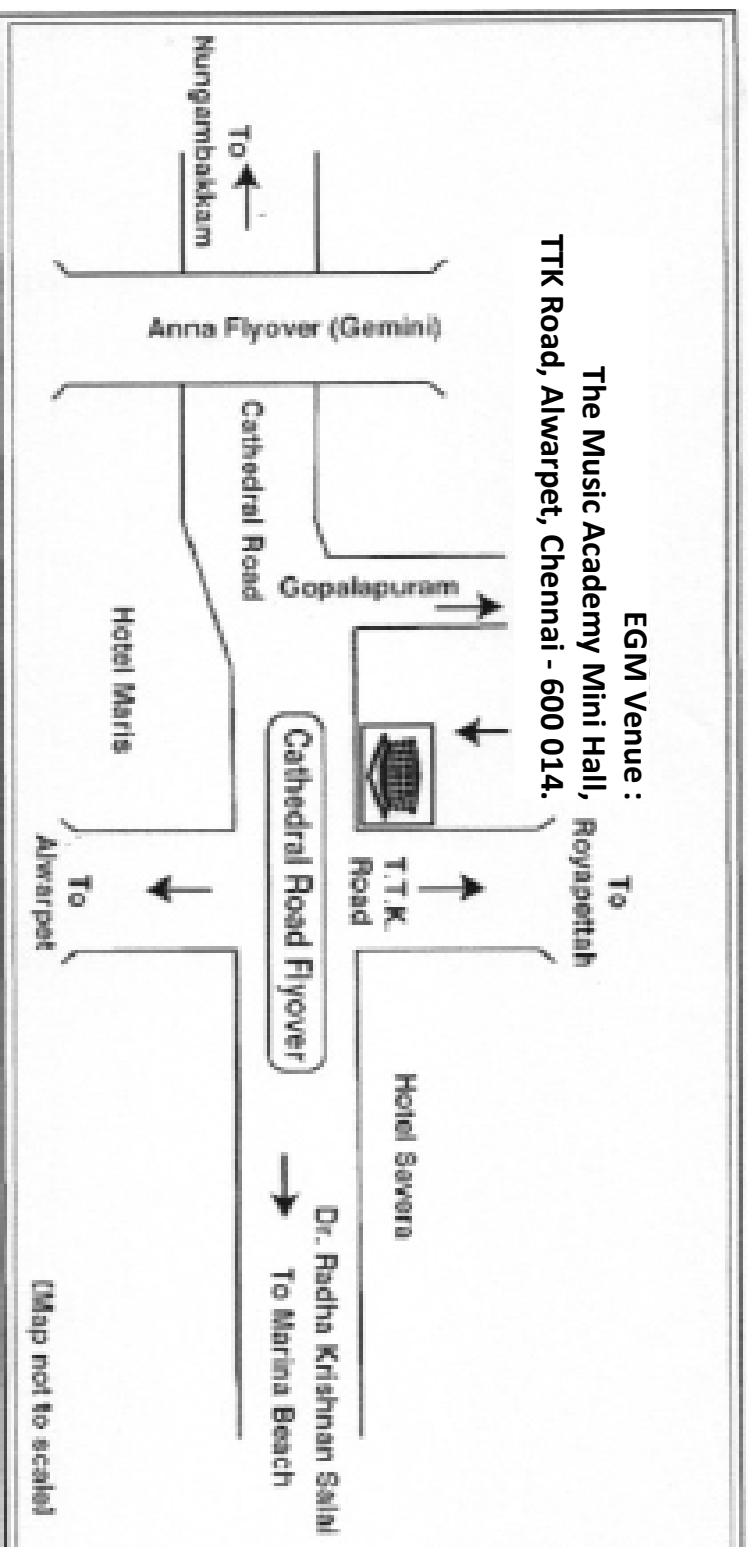 EGM Venue :
The Music Academy Mini Hall,
TTK Road, Alwarpet, Chennai - 600 014.
To
Royapettah
T.T.K.
Road
Hotel Savera
Gopalapuram
Anna Flyover (Gemini)
To
Nungambakkam
Cathedral Road
Cathedral Road Flyover
Dr. Radha Krishnan Salai
To Marina Beach
Hotel Maris
To
Alwarpet
[Map not to scale]